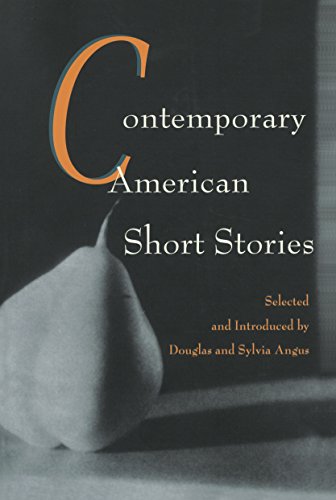 Contemporary
American
Short Stories
Selected
and Introduced by
Douglas and Sylvia Angus